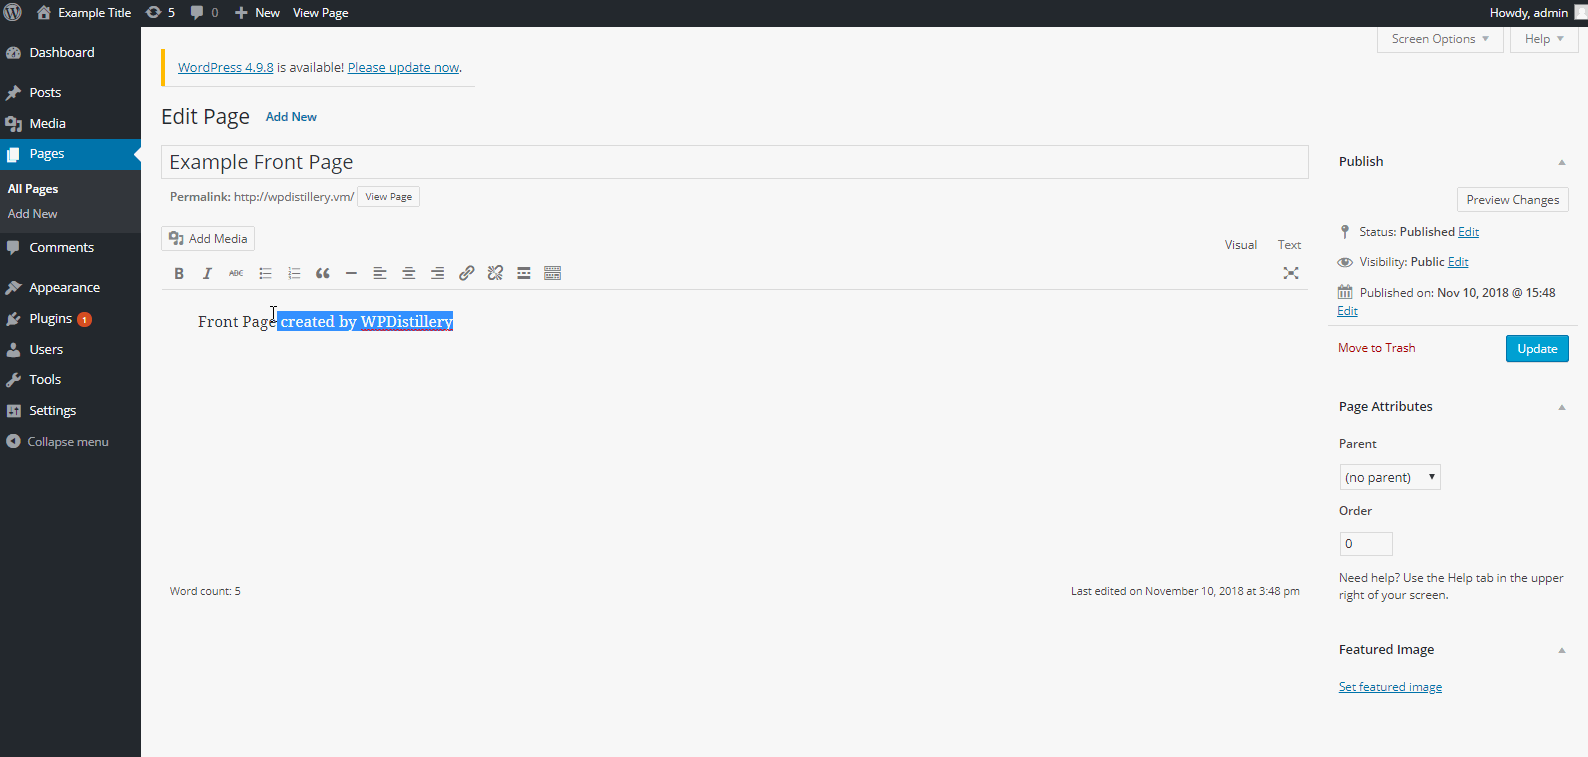 Example Title 5 0 New View Page Howdy, admin
Dashboard
Posts
Media
Pages
All Pages
Add New
Comments
Appearance
Plugins 1
Users
Tools
Settings
Collapse menu
Screen Options Help
WordPress 4.9.8 is available! Please update now.
Edit Page Add New
Example Front Page
Permalink: http://wpdistillery.vm/ View Page
Add Media
Visual Text
B I ABC
Front Page created by WPDistillery
Word count: 5 Last edited on November 10, 2018 at 3:48 pm
Publish
Preview Changes
Status: Published Edit
Visibility: Public Edit
Published on: Nov 10, 2018 @ 15:48
Edit
Move to Trash Update
Page Attributes
Parent
(no parent)
Order
0
Need help? Use the Help tab in the upper
right of your screen.
Featured Image
Set featured image